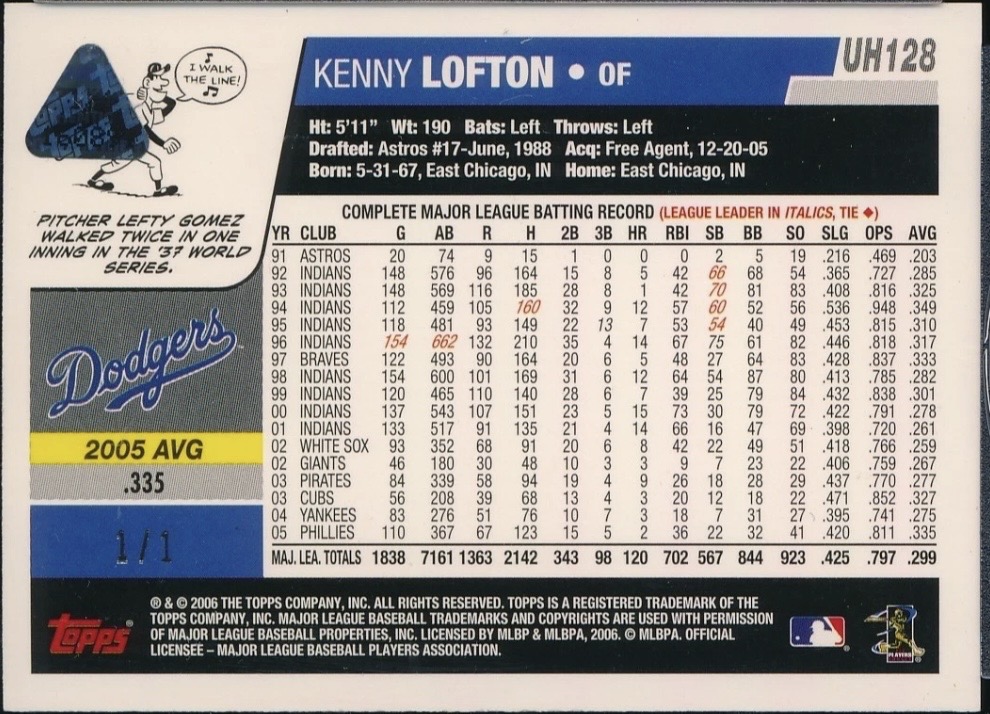 I WALK
THE LINE!
PITCHER LEFTY GOMEZ
WALKED TWICE IN ONE
INNING IN THE '37 WORLD
SERIES.
Dodgers
2005 AVG
.335
1/1
KENNY LOFTON • OF
UH128
Ht: 5'11" Wt: 190 Bats: Left Throws: Left
Drafted: Astros #17-June, 1988 Acq: Free Agent, 12-20-05
Born: 5-31-67, East Chicago, IN Home: East Chicago, IN
COMPLETE MAJOR LEAGUE BATTING RECORD (LEAGUE LEADER IN ITALICS, TIE ♦)
YR CLUB G AB R H 2B 3B HR RBI SB BB SO SLG OPS AVG
91 ASTROS 20 74 9 15 1 0 0 0 2 5 19 .216 .469 .203
92 INDIANS 148 576 96 164 15 8 5 42 66 68 54 .365 .727 .285
93 INDIANS 148 569 116 185 28 8 1 42 70 81 83 .408 .816 .325
94 INDIANS 112 459 105 160 32 9 12 57 60 52 56 .536 .948 .349
95 INDIANS 118 481 93 149 22 13 7 53 54 40 49 .453 .815 .310
96 INDIANS 154 662 132 210 35 4 14 67 75 61 82 .446 .818 .317
97 BRAVES 122 493 90 164 20 6 5 48 27 64 83 .428 .837 .333
98 INDIANS 154 600 101 169 31 6 12 64 54 87 80 .413 .785 .282
99 INDIANS 120 465 110 140 28 6 7 39 25 79 84 .432 .838 .301
00 INDIANS 137 543 107 151 23 5 15 73 30 79 72 .422 .791 .278
01 INDIANS 133 517 91 135 21 4 14 66 16 47 69 .398 .720 .261
02 WHITE SOX 93 352 68 91 20 6 8 42 22 49 51 .418 .766 .259
02 GIANTS 46 180 30 48 10 3 3 9 7 23 22 .406 .759 .267
03 PIRATES 84 339 58 94 19 4 9 26 18 28 29 .437 .770 .277
03 CUBS 56 208 39 68 13 4 3 20 12 18 22 .471 .852 .327
04 YANKEES 83 276 51 76 10 7 3 18 7 31 27 .395 .741 .275
05 PHILLIES 110 367 67 123 15 5 2 36 22 32 41 .420 .811 .335
MAJ. LEA. TOTALS 1838 7161 1363 2142 343 98 120 702 567 844 923 .425 .797 .299
topps
® & © 2006 THE TOPPS COMPANY, INC. ALL RIGHTS RESERVED. TOPPS IS A REGISTERED TRADEMARK OF THE
TOPPS COMPANY, INC. MAJOR LEAGUE BASEBALL TRADEMARKS AND COPYRIGHTS ARE USED WITH PERMISSION
OF MAJOR LEAGUE BASEBALL PROPERTIES, INC. LICENSED BY MLBP & MLBPA, 2006. © MLBPA. OFFICIAL
LICENSEE – MAJOR LEAGUE BASEBALL PLAYERS ASSOCIATION.
PLAYERS